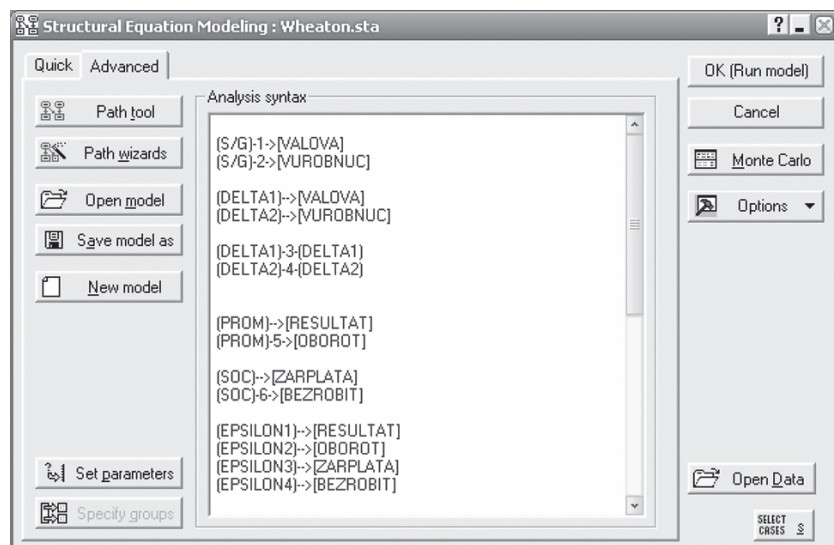 Structural Equation Modeling : Wheaton.sta
Quick
Advanced
Path tool
Path wizards
Open model
Save model as
New model
Set parameters
Specify groups
Analysis syntax
(S/G)-1->[VALOVA]
(S/G)-2->[VUROBNUC]
(DELTA1)-->[VALOVA]
(DELTA2)-->[VUROBNUC]
(DELTA1)-3-(DELTA1)
(DELTA2)-4-(DELTA2)
(PROM)-->[RESULTAT]
(PROM)-5->[OBOROT]
(SOC)-->[ZARPLATA]
(SOC)-6->[BEZROBIT]
(EPSILON1)-->[RESULTAT]
(EPSILON2)-->[OBOROT]
(EPSILON3)-->[ZARPLATA]
(EPSILON4)-->[BEZROBIT]
OK (Run model)
Cancel
Monte Carlo
Options
Open Data
SELECT
CASES S